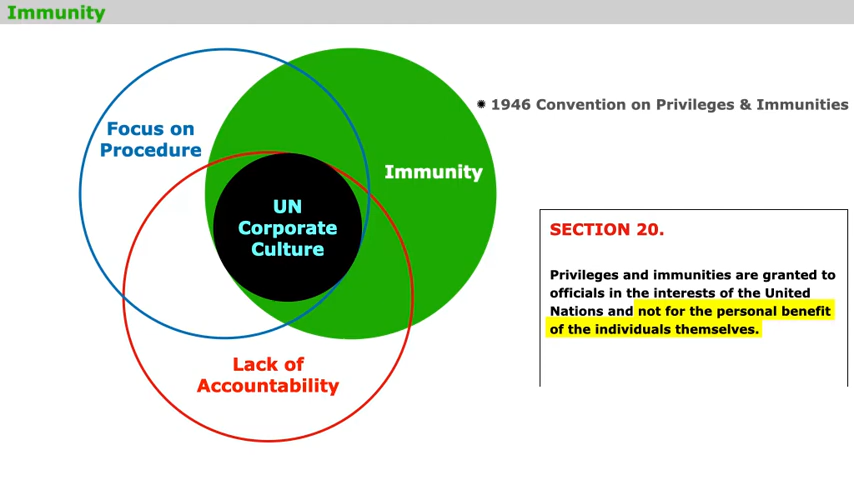 Immunity
Focus on
Procedure
Immunity
UN
Corporate
Culture
Lack of
Accountability
✹ 1946 Convention on Privileges & Immunities
SECTION 20.
Privileges and immunities are granted to
officials in the interests of the United
Nations and not for the personal benefit
of the individuals themselves.